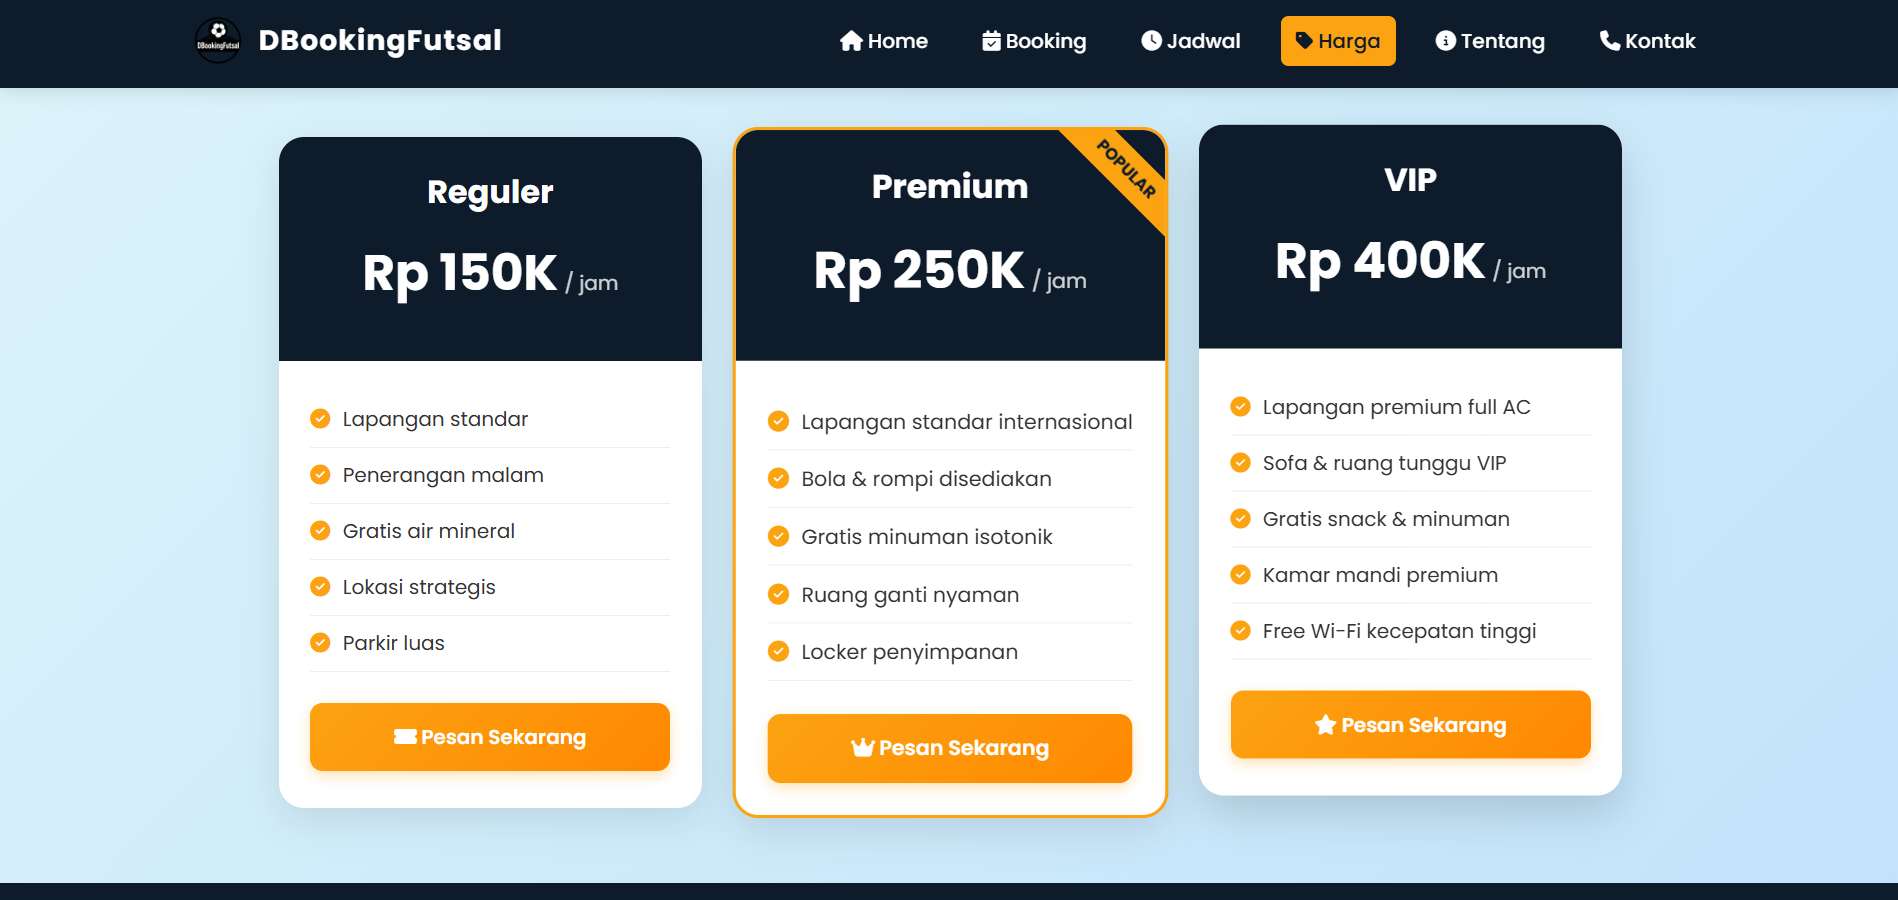 DBookingFutsal
DBookingFutsal
Home
Booking
Jadwal
Harga
Tentang
Kontak
Reguler
Rp 150K / jam
Lapangan standar
Penerangan malam
Gratis air mineral
Lokasi strategis
Parkir luas
Pesan Sekarang
POPULAR
Premium
Rp 250K / jam
Lapangan standar internasional
Bola & rompi disediakan
Gratis minuman isotonik
Ruang ganti nyaman
Locker penyimpanan
Pesan Sekarang
VIP
Rp 400K / jam
Lapangan premium full AC
Sofa & ruang tunggu VIP
Gratis snack & minuman
Kamar mandi premium
Free Wi-Fi kecepatan tinggi
Pesan Sekarang